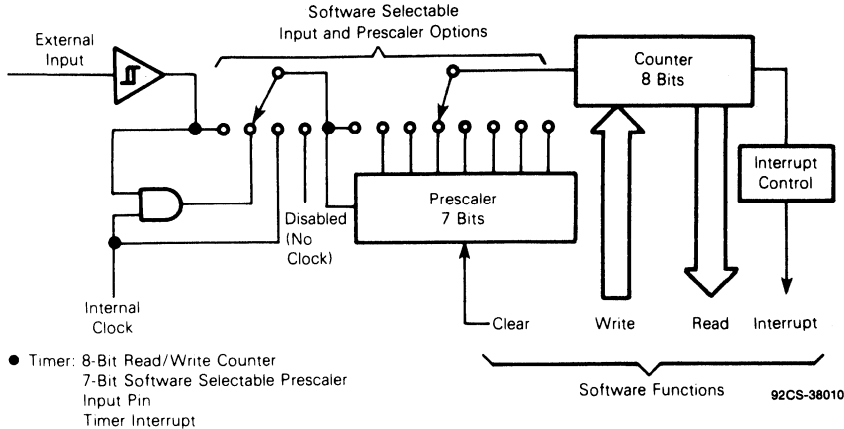 Software Selectable
Input and Prescaler Options
External
Input
Counter
8 Bits
Interrupt
Control
Prescaler
7 Bits
Disabled
(No
Clock)
Internal
Clock
Clear
Write
Read
Interrupt
● Timer: 8-Bit Read/Write Counter
7-Bit Software Selectable Prescaler
Input Pin
Timer Interrupt
Software Functions
92CS-38010